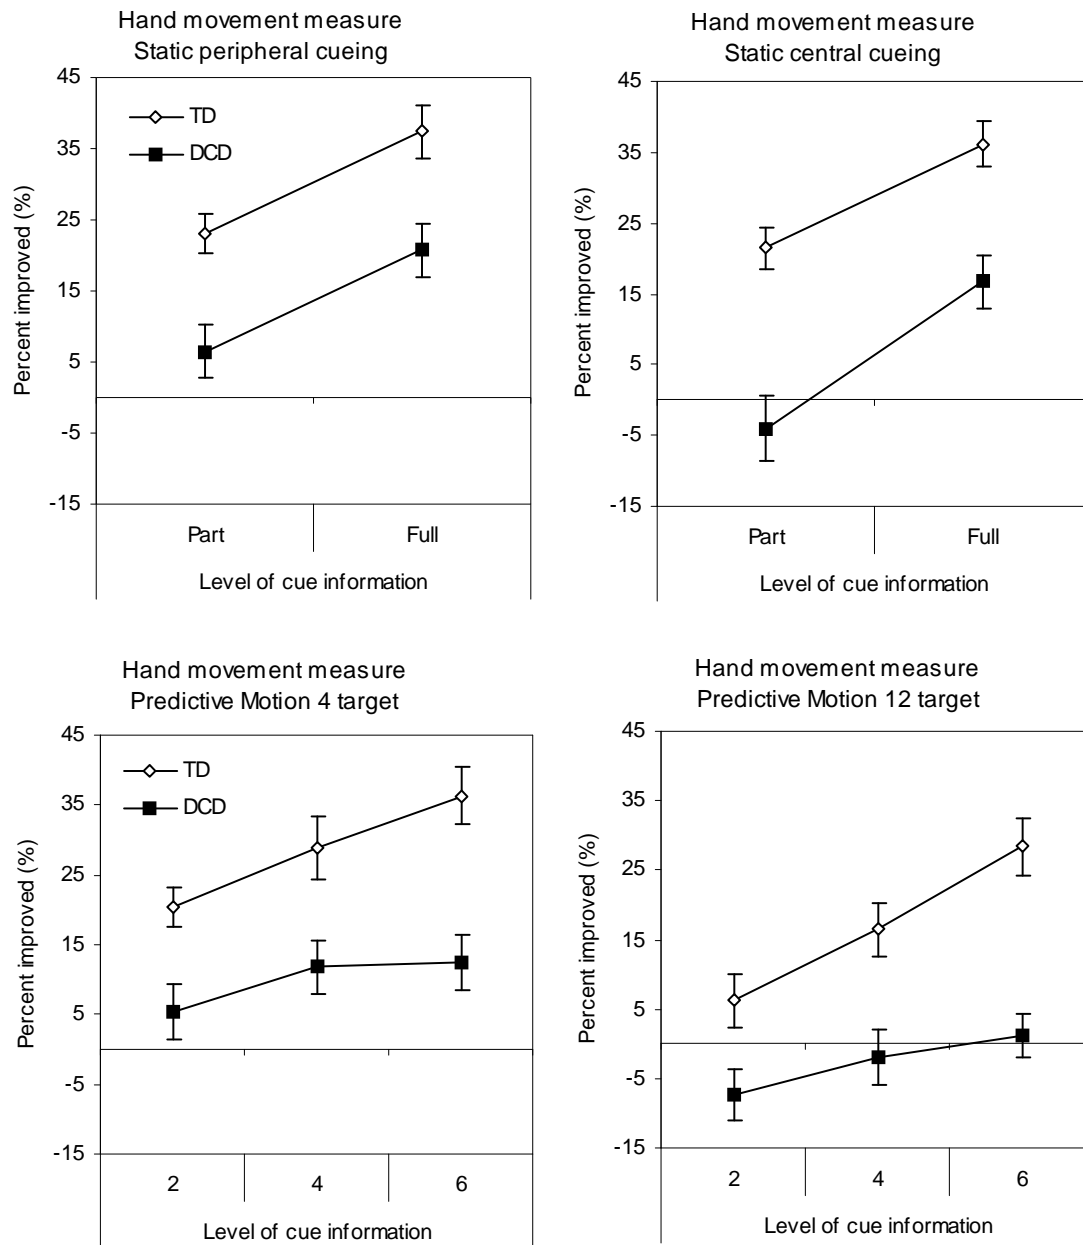 Hand movement measure
Static peripheral cueing
45
35
25
15
5
-5
-15
Percent improved (%)
TD
DCD
Part
Full
Level of cue information
Hand movement measure
Static central cueing
45
35
25
15
5
-5
-15
Percent improved (%)
Part
Full
Level of cue information
Hand movement measure
Predictive Motion 4 target
45
35
25
15
5
-5
-15
Percent improved (%)
TD
DCD
2
4
6
Level of cue information
Hand movement measure
Predictive Motion 12 target
45
35
25
15
5
-5
-15
Percent improved (%)
2
4
6
Level of cue information